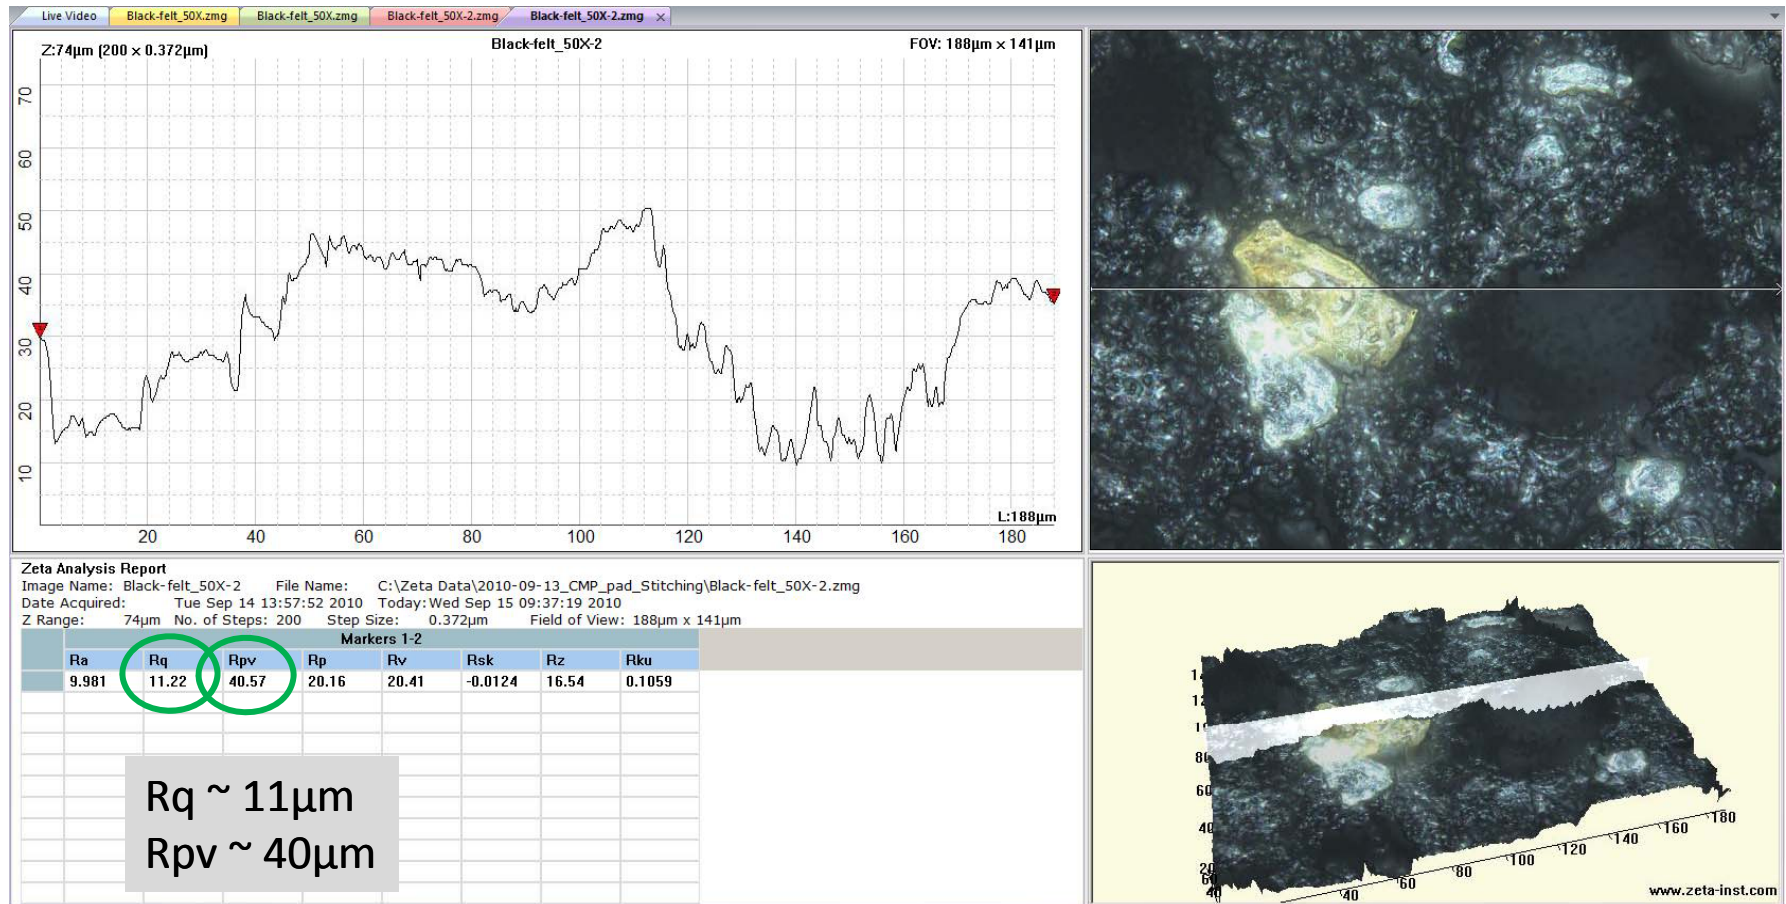 Live Video Black-felt_50X.zmg Black-felt_50X.zmg Black-felt_50X-2.zmg Black-felt_50X-2.zmg ×
Z:74µm (200 x 0.372µm) Black-felt_50X-2 FOV: 188µm x 141µm
70
60
50
40
30
20
10
L:188µm
20 40 60 80 100 120 140 160 180
Zeta Analysis Report
Image Name: Black-felt_50X-2 File Name: C:\Zeta Data\2010-09-13_CMP_pad_Stitching\Black-felt_50X-2.zmg
Date Acquired: Tue Sep 14 13:57:52 2010 Today: Wed Sep 15 09:37:19 2010
Z Range: 74µm No. of Steps: 200 Step Size: 0.372µm Field of View: 188µm x 141µm
Markers 1-2
Ra Rq Rpv Rp Rv Rsk Rz Rku
9.981 11.22 40.57 20.16 20.41 -0.0124 16.54 0.1059
Rq ~ 11µm
Rpv ~ 40µm
80
60
40
20
40 60 80 100 120 140 160 180
www.zeta-inst.com